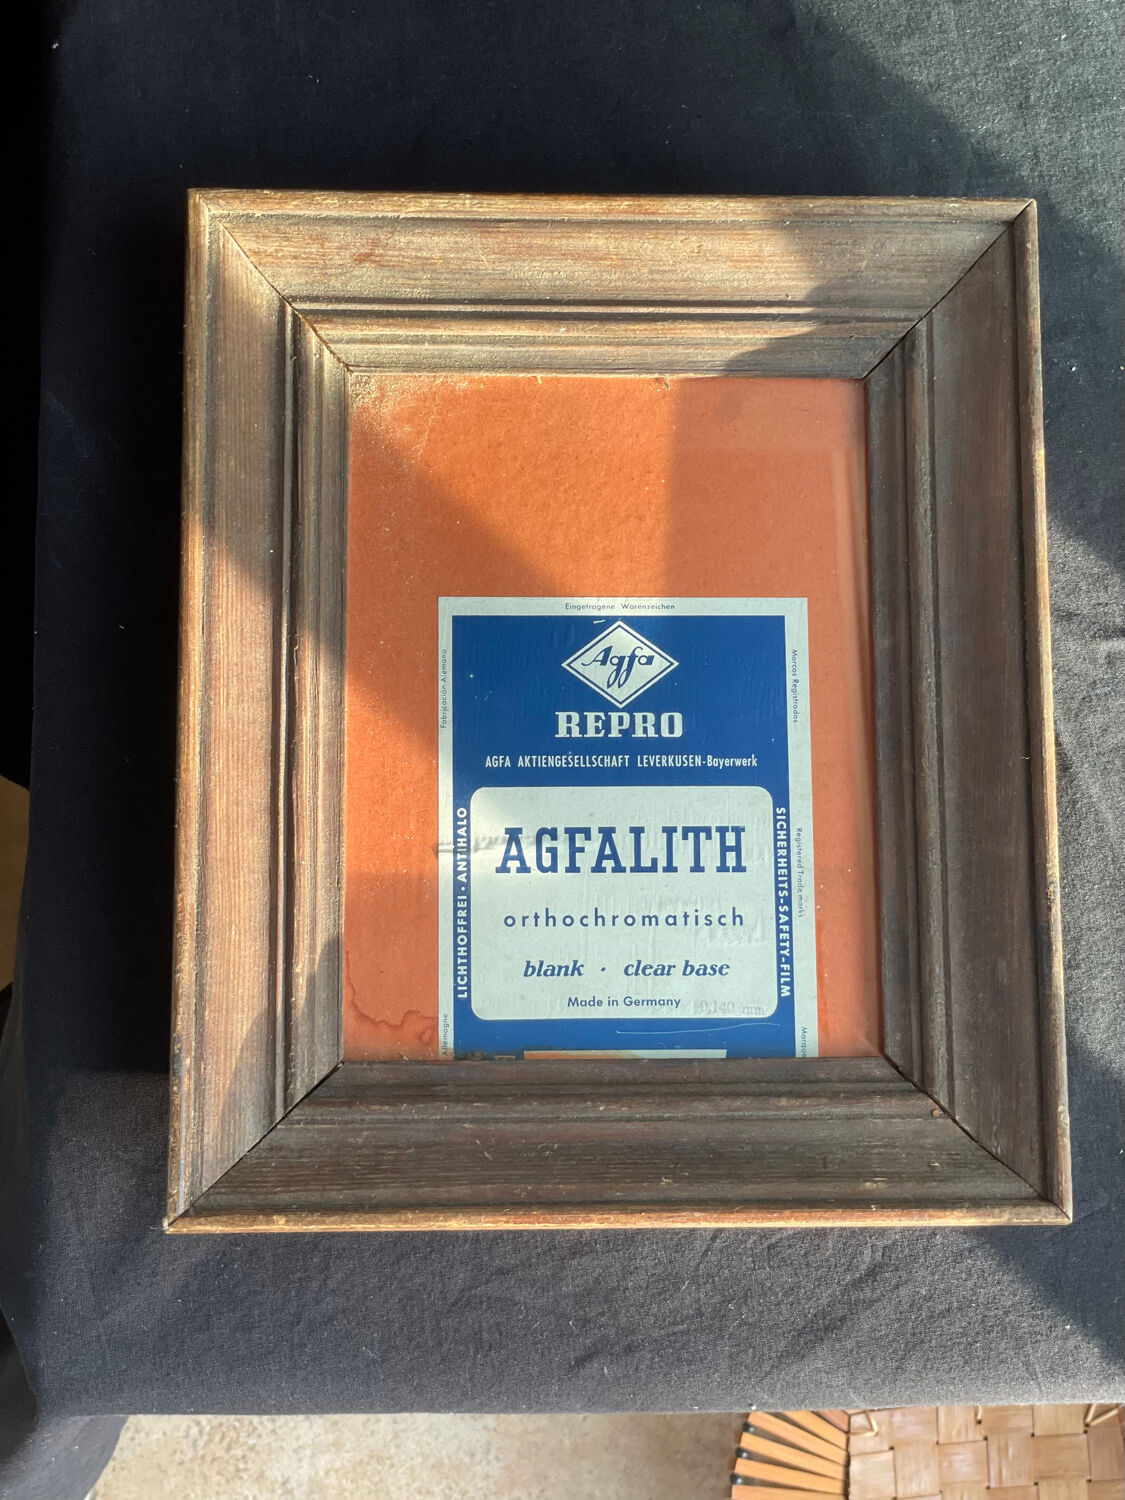 Eingetragene Warenzeichen
Agfa
REPRO
AGFA AKTIENGESELLSCHAFT LEVERKUSEN-Bayerwerk
AGFALITH
orthochromatisch
blank · clear base
Made in Germany
0,140 mm
LICHTHOFFREI · ANTIHALO
SICHERHEITS-SAFETY-FILM
Fabricación Alemana
Allemagne
Marcas Registradas
Registered Trade marks